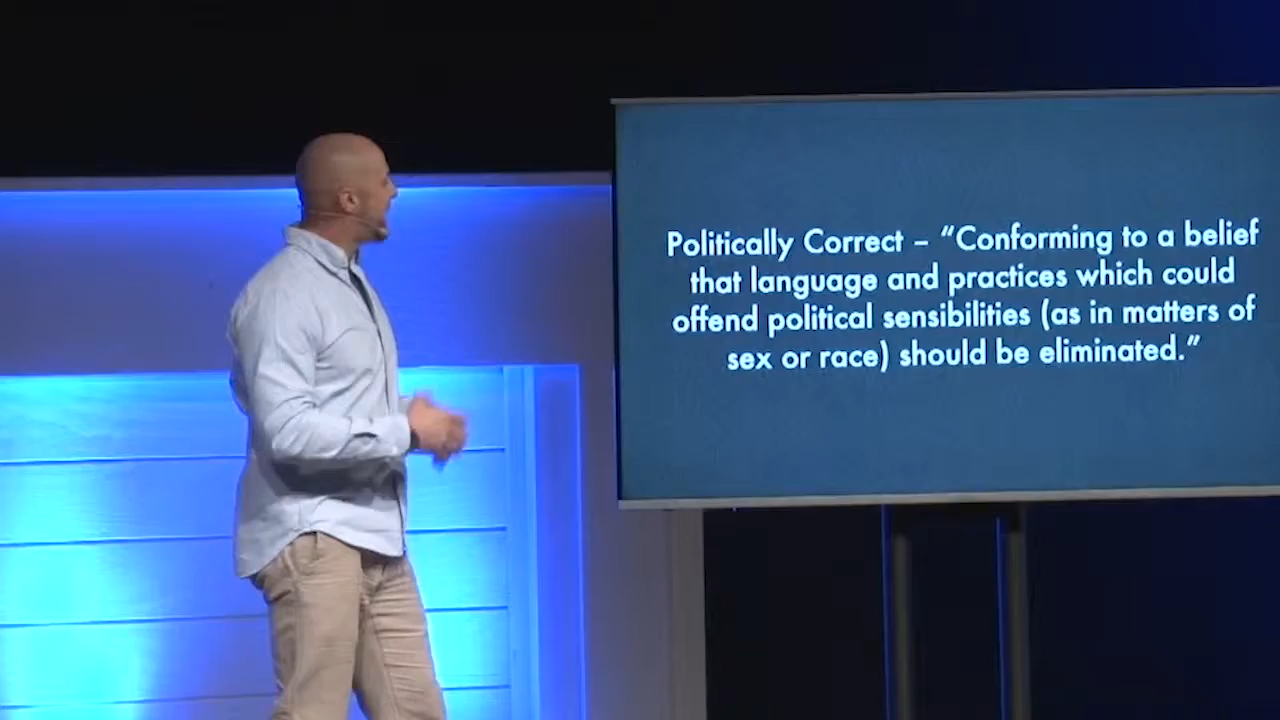 Politically Correct – “Conforming to a belief
that language and practices which could
offend political sensibilities (as in matters of
sex or race) should be eliminated.”